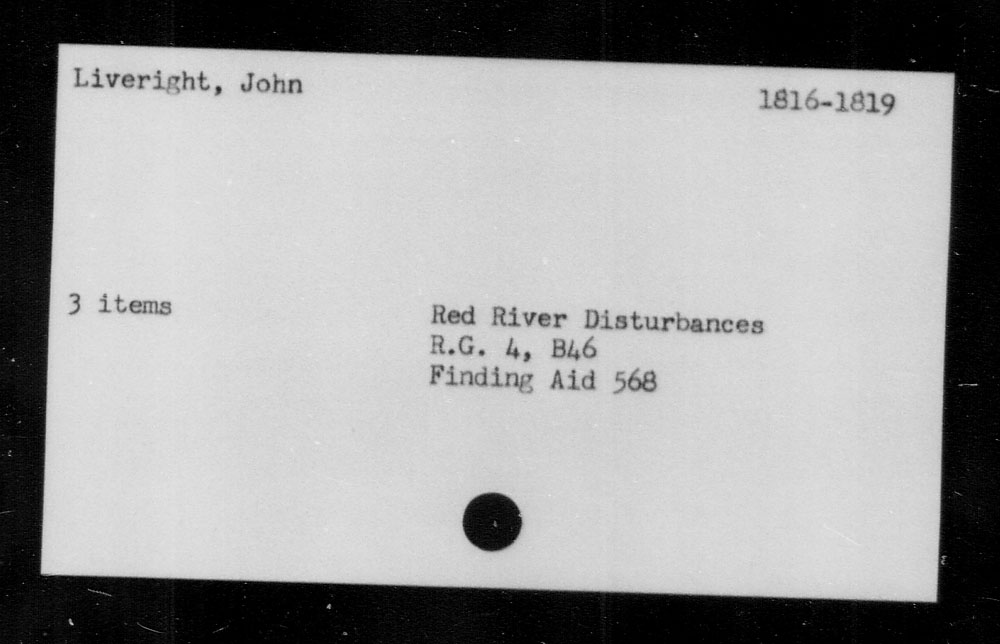 Liveright, John
1816-1819
3 items
Red River Disturbances
R.G. 4, B46
Finding Aid 568